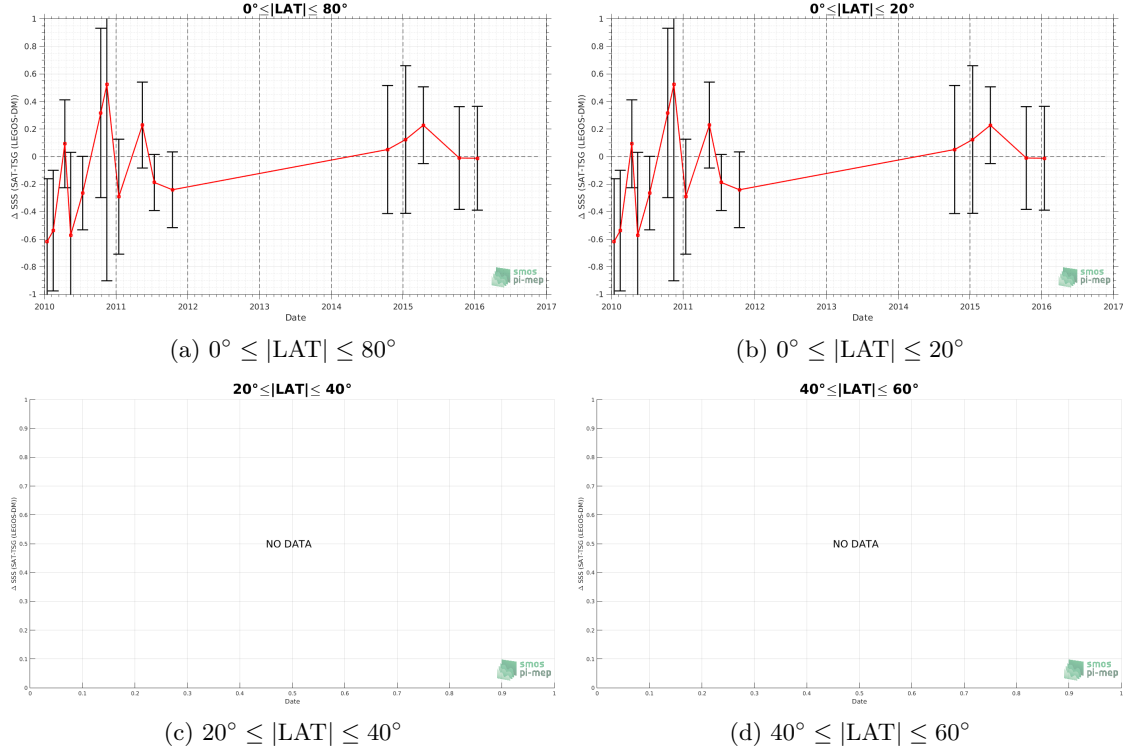 0°≤|LAT|≤ 80°
Δ SSS (SAT-TSG (LEGOS-DM))
1
0.8
0.6
0.4
0.2
0
-0.2
-0.4
-0.6
-0.8
-1
2010 2011 2012 2013 2014 2015 2016 2017
Date
smos
pi-mep
(a) 0° ≤ |LAT| ≤ 80°
0°≤|LAT|≤ 20°
Δ SSS (SAT-TSG (LEGOS-DM))
1
0.8
0.6
0.4
0.2
0
-0.2
-0.4
-0.6
-0.8
-1
2010 2011 2012 2013 2014 2015 2016 2017
Date
smos
pi-mep
(b) 0° ≤ |LAT| ≤ 20°
20°≤|LAT|≤ 40°
Δ SSS (SAT-TSG (LEGOS-DM))
1
0.9
0.8
0.7
0.6
0.5
0.4
0.3
0.2
0.1
0
NO DATA
0 0.1 0.2 0.3 0.4 0.5 0.6 0.7 0.8 0.9 1
Date
smos
pi-mep
(c) 20° ≤ |LAT| ≤ 40°
40°≤|LAT|≤ 60°
Δ SSS (SAT-TSG (LEGOS-DM))
1
0.9
0.8
0.7
0.6
0.5
0.4
0.3
0.2
0.1
0
NO DATA
0 0.1 0.2 0.3 0.4 0.5 0.6 0.7 0.8 0.9 1
Date
smos
pi-mep
(d) 40° ≤ |LAT| ≤ 60°